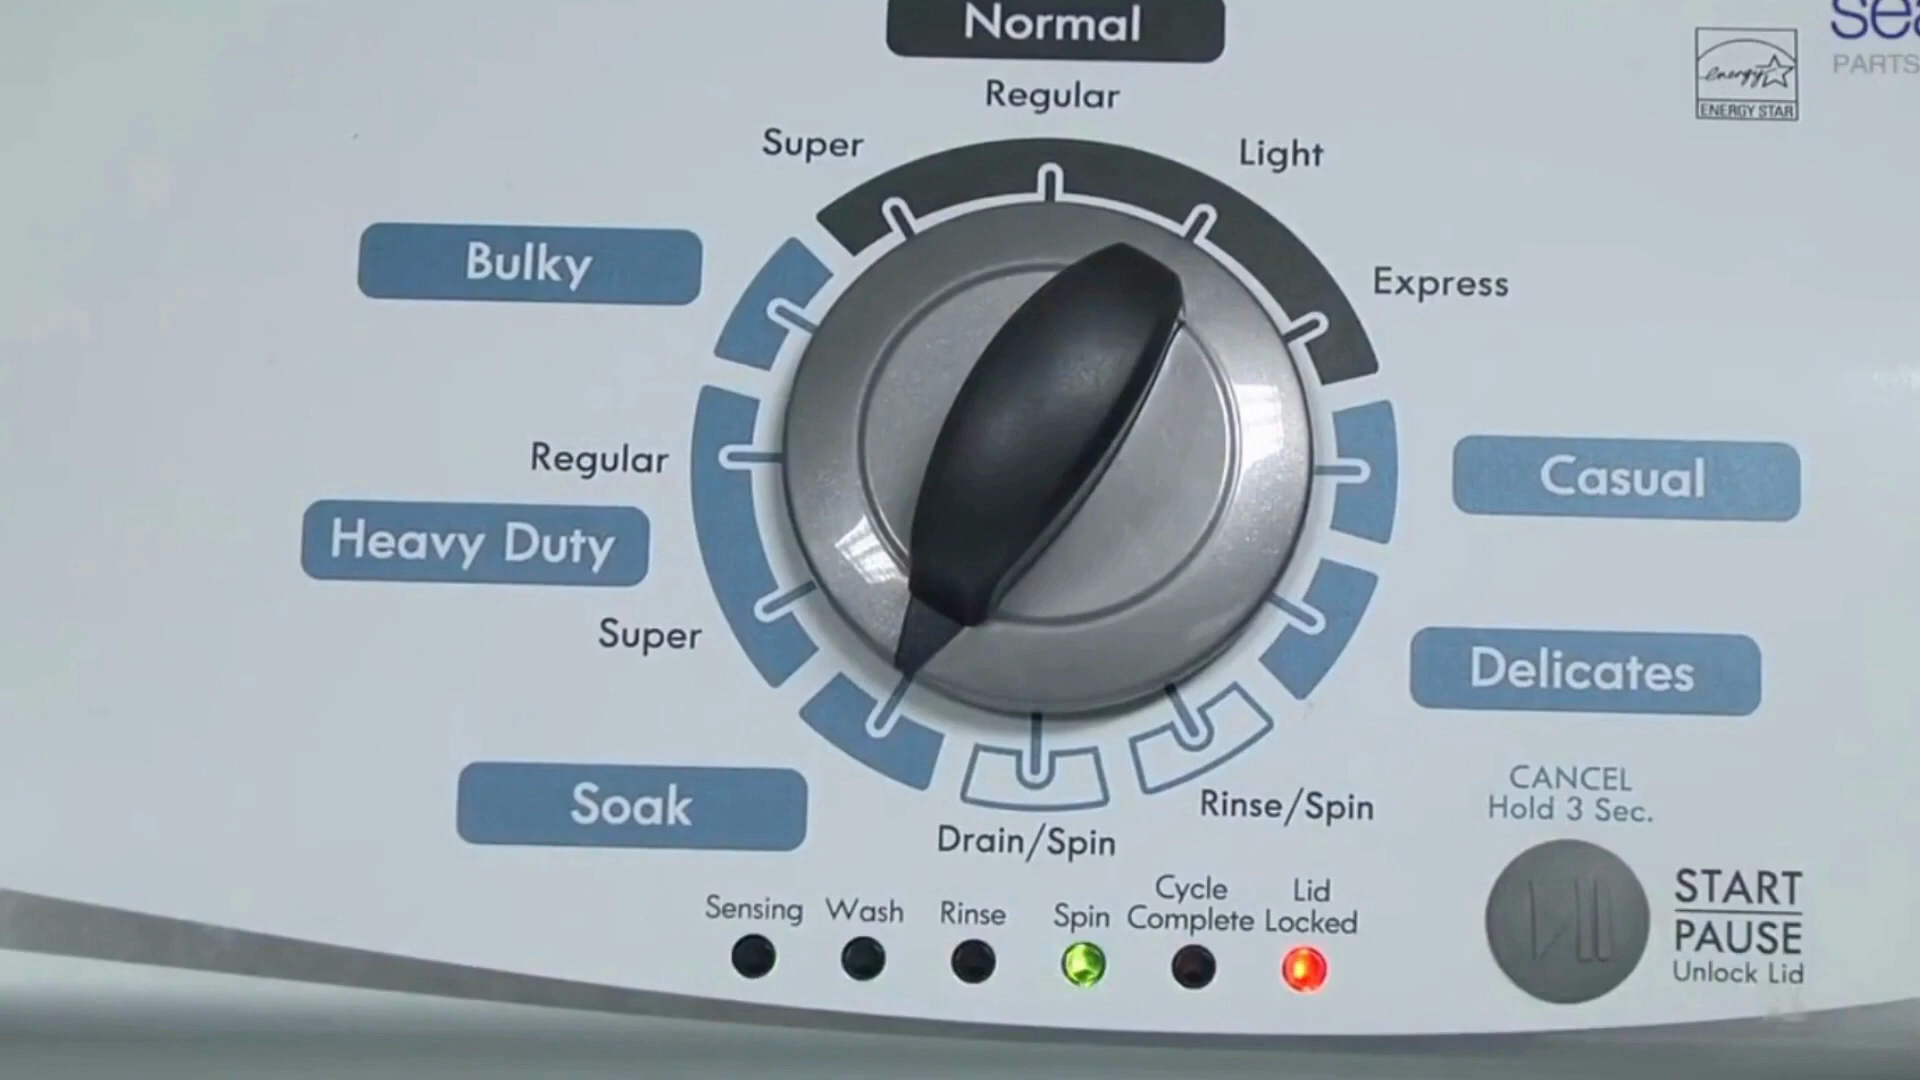 Normal
Regular
Super
Light
Express
Bulky
Regular
Heavy Duty
Super
Soak
Casual
Delicates
Rinse/Spin
Drain/Spin
CANCEL
Hold 3 Sec.
START
PAUSE
Unlock Lid
Sensing
Wash
Rinse
Spin
Cycle
Complete
Lid
Locked
energy
ENERGY STAR
PARTS